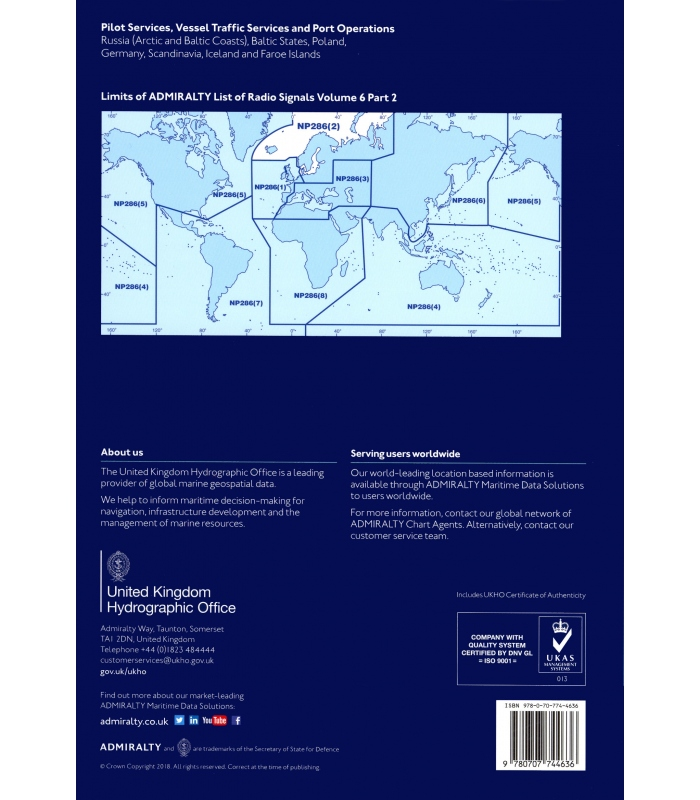 Pilot Services, Vessel Traffic Services and Port Operations
Russia (Arctic and Baltic Coasts), Baltic States, Poland,
Germany, Scandinavia, Iceland and Faroe Islands
Limits of ADMIRALTY List of Radio Signals Volume 6 Part 2
NP286(2)
NP286(5)
NP286(1)
NP286(3)
NP286(5)
NP286(6)
NP286(5)
NP286(4)
NP286(7)
NP286(8)
NP286(4)
About us
The United Kingdom Hydrographic Office is a leading
provider of global marine geospatial data.
We help to inform maritime decision-making for
navigation, infrastructure development and the
management of marine resources.
Serving users worldwide
Our world-leading location based information is
available through ADMIRALTY Maritime Data Solutions
to users worldwide.
For more information, contact our global network of
ADMIRALTY Chart Agents. Alternatively, contact our
customer service team.
United Kingdom
Hydrographic Office
Admiralty Way, Taunton, Somerset
TA1 2DN, United Kingdom
Telephone +44 (0)1823 484444
customerservices@ukho.gov.uk
gov.uk/ukho
Find out more about our market-leading
ADMIRALTY Maritime Data Solutions:
admiralty.co.uk in You Tube f
ADMIRALTY and are trademarks of the Secretary of State for Defence
© Crown Copyright 2018. All rights reserved. Correct at the time of publishing.
Includes UKHO Certificate of Authenticity
COMPANY WITH
QUALITY SYSTEM
CERTIFIED BY DNV GL
= ISO 9001 =
UKAS
MANAGEMENT
SYSTEMS
013
ISBN 978-0-70-774-4636
9 780707 744636